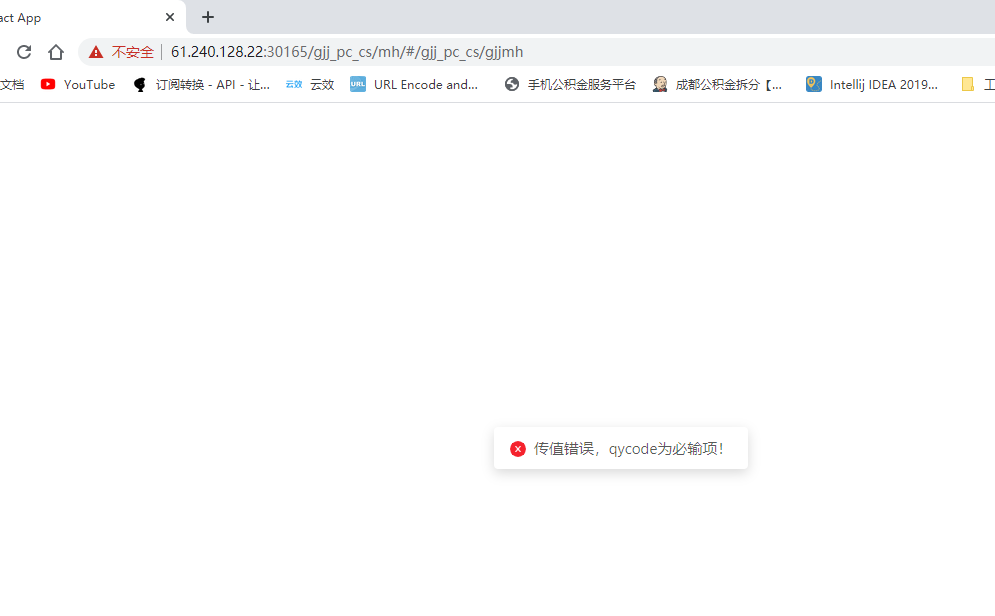 act App
不安全 61.240.128.22:30165/gjj_pc_cs/mh/#/gjj_pc_cs/gjjmh
文档 YouTube 订阅转换 - API - 让... 云效 云效 URL URL Encode and... 手机公积金服务平台 成都公积金拆分【... Intellij IDEA 2019... 工
传值错误，qycode为必输项！